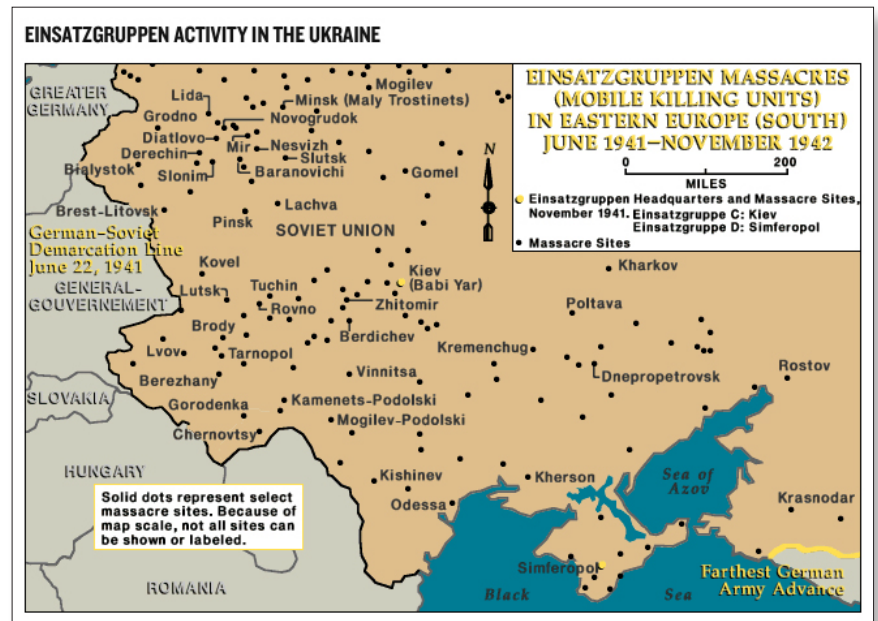 EINSATZGRUPPEN ACTIVITY IN THE UKRAINE
EINSATZGRUPPEN MASSACRES
(MOBILE KILLING UNITS)
IN EASTERN EUROPE (SOUTH)
JUNE 1941–NOVEMBER 1942
0 200
MILES
Einsatzgruppen Headquarters and Massacre Sites,
November 1941. Einsatzgruppe C: Kiev
Einsatzgruppe D: Simferopol
Massacre Sites
N
GREATER
GERMANY
Mogilev
Lida
Minsk (Maly Trostinets)
Grodno
Novogrudok
Diatlovo
Mir
Nesvizh
Derechin
Slutsk
Bialystok
Slonim
Baranovichi
Gomel
Brest-Litovsk
Lachva
Pinsk
SOVIET UNION
German-Soviet
Demarcation Line
June 22, 1941
Kovel
Kiev
(Babi Yar)
Kharkov
GENERAL-
GOUVERNEMENT
Lutsk
Tuchin
Rovno
Zhitomir
Poltava
Brody
Berdichev
Lvov
Tarnopol
Kremenchug
Berezhany
Vinnitsa
Dnepropetrovsk
Rostov
SLOVAKIA
Gorodenka
Kamenets-Podolski
Mogilev-Podolski
Chernovtsy
HUNGARY
Kishinev
Kherson
Sea of
Azov
Odessa
Krasnodar
Solid dots represent select
massacre sites. Because of
map scale, not all sites can
be shown or labeled.
Simferopol
Farthest German
Army Advance
ROMANIA
Black Sea